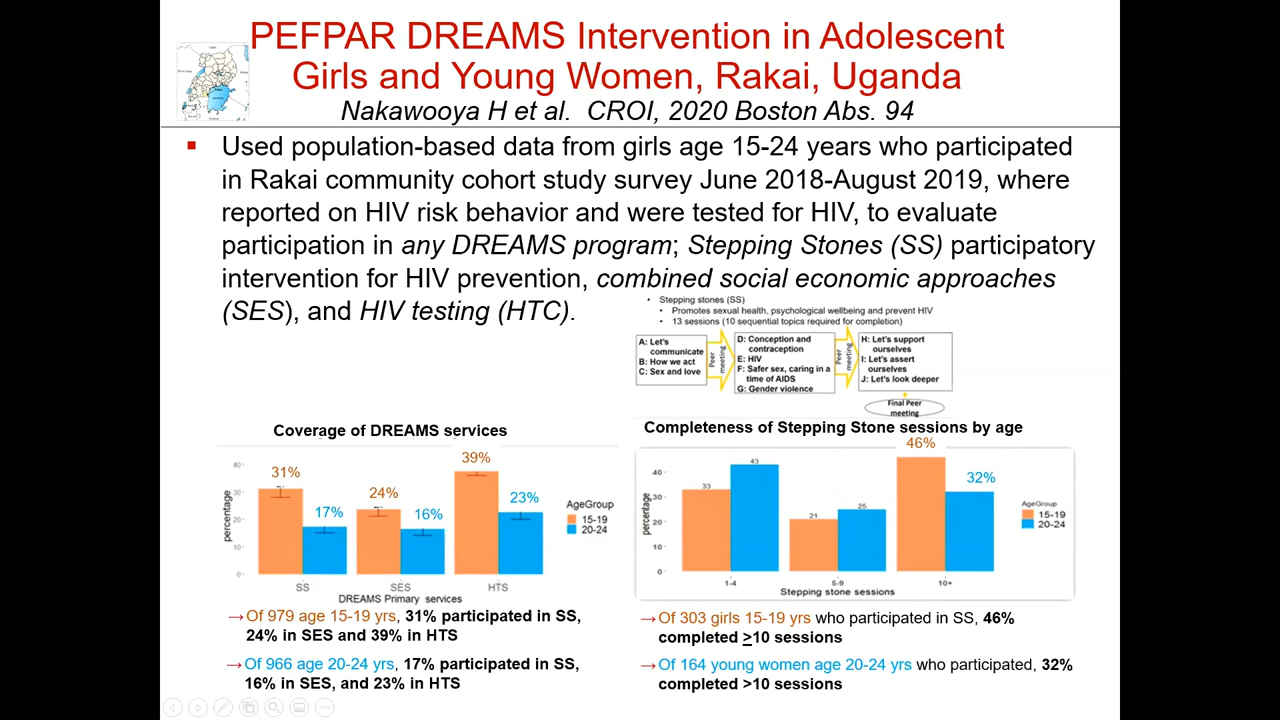 PEFPAR DREAMS Intervention in Adolescent
Girls and Young Women, Rakai, Uganda
Nakawooya H et al.  CROI, 2020 Boston Abs. 94
▪ Used population-based data from girls age 15-24 years who participated
in Rakai community cohort study survey June 2018-August 2019, where
reported on HIV risk behavior and were tested for HIV, to evaluate
participation in any DREAMS program; Stepping Stones (SS) participatory
intervention for HIV prevention, combined social economic approaches
(SES), and HIV testing (HTC).
• Stepping stones (SS)
• Promotes sexual health, psychological wellbeing and prevent HIV
• 13 sessions (10 sequential topics required for completion)
A: Let's
communicate
B: How we act
C: Sex and love
Peer
meeting
D: Conception and
contraception
E: HIV
F: Safer sex, caring in a
time of AIDS
G: Gender violence
Peer
meeting
H: Let's support
ourselves
I: Let's assert
ourselves
J: Let's look deeper
Final Peer
meeting
Coverage of DREAMS services
percentage
40
30
20
10
0
31%
17%
24%
16%
39%
23%
SS
SES
HTS
DREAMS Primary services
AgeGroup
15-19
20-24
Completeness of Stepping Stone sessions by age
percentage
40
30
20
10
0
33
43
21
25
46%
32%
1-4
5-9
10+
Stepping stone sessions
AgeGroup
15-19
20-24
→Of 979 age 15-19 yrs, 31% participated in SS,
24% in SES and 39% in HTS
→Of 966 age 20-24 yrs, 17% participated in SS,
16% in SES, and 23% in HTS
→Of 303 girls 15-19 yrs who participated in SS, 46%
completed >10 sessions
→Of 164 young women age 20-24 yrs who participated, 32%
completed >10 sessions